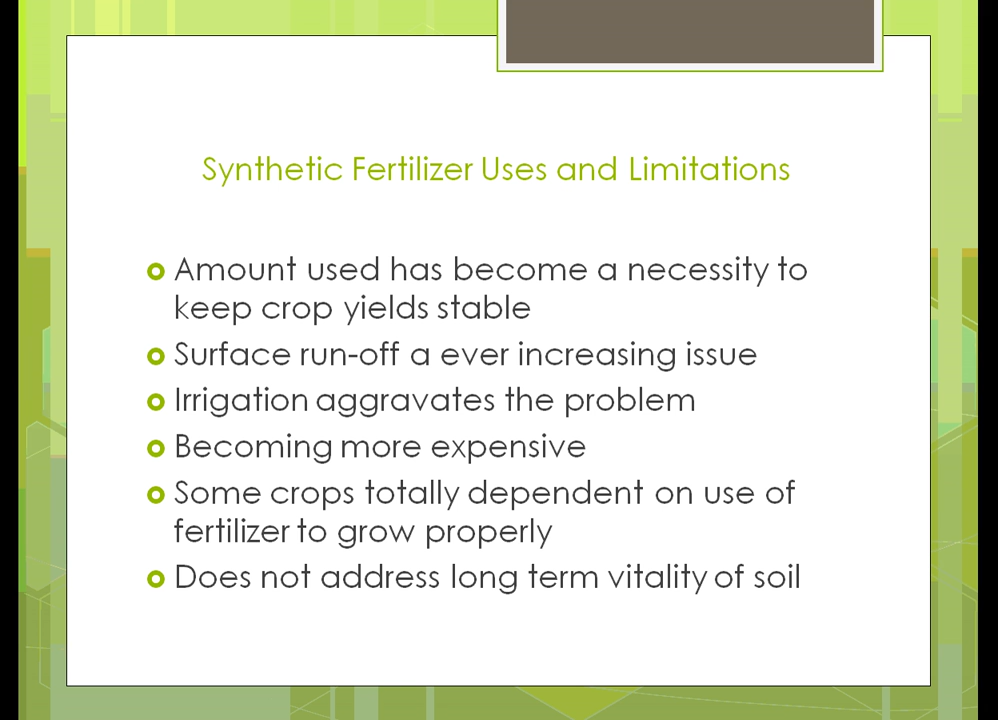 Synthetic Fertilizer Uses and Limitations
Amount used has become a necessity to
keep crop yields stable
Surface run-off a ever increasing issue
Irrigation aggravates the problem
Becoming more expensive
Some crops totally dependent on use of
fertilizer to grow properly
Does not address long term vitality of soil